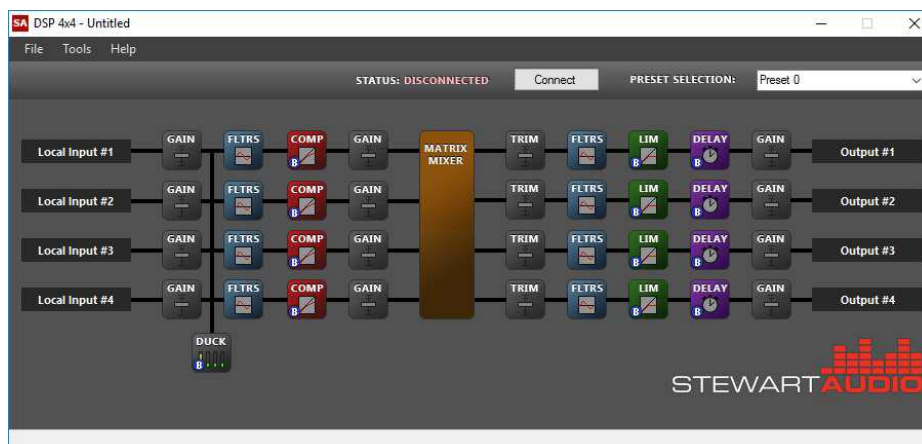 SA DSP 4x4 - Untitled
File Tools Help
STATUS: DISCONNECTED Connect PRESET SELECTION: Preset 0
Local Input #1 GAIN FLTRS B COMP GAIN MATRIX MIXER TRIM FLTRS B LIM B DELAY GAIN Output #1
Local Input #2 GAIN FLTRS B COMP GAIN TRIM FLTRS B LIM B DELAY GAIN Output #2
Local Input #3 GAIN FLTRS B COMP GAIN TRIM FLTRS B LIM B DELAY GAIN Output #3
Local Input #4 GAIN FLTRS B COMP GAIN TRIM FLTRS B LIM B DELAY GAIN Output #4
DUCK B
STEWART AUDIO